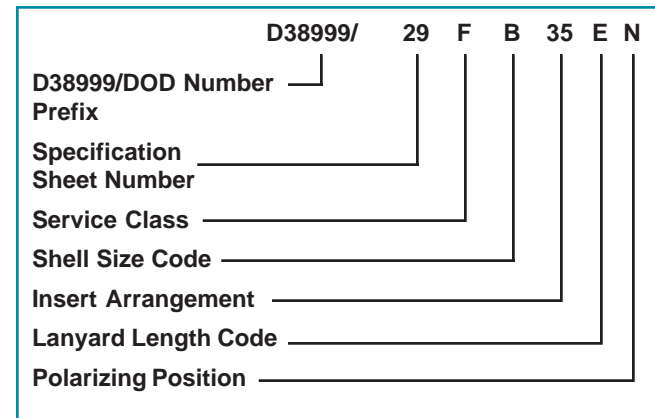 D38999/ 29 F B 35 E N
D38999/DOD Number
Prefix
Specification
Sheet Number
Service Class
Shell Size Code
Insert Arrangement
Lanyard Length Code
Polarizing Position